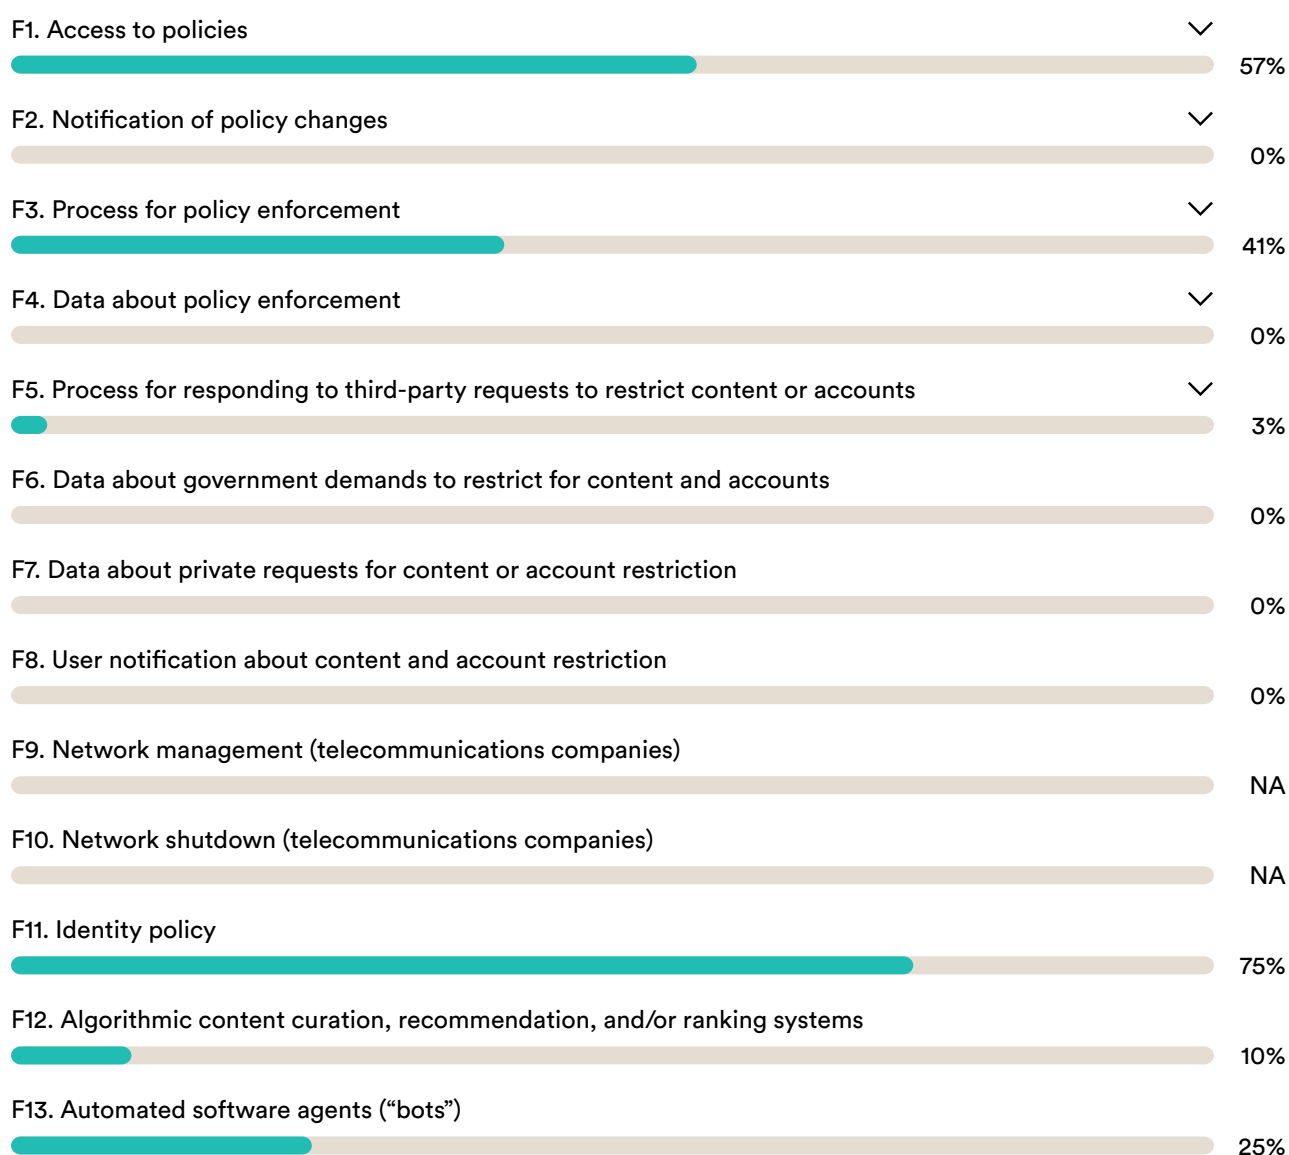 F1. Access to policies
57%
F2. Notification of policy changes
0%
F3. Process for policy enforcement
41%
F4. Data about policy enforcement
0%
F5. Process for responding to third-party requests to restrict content or accounts
3%
F6. Data about government demands to restrict for content and accounts
0%
F7. Data about private requests for content or account restriction
0%
F8. User notification about content and account restriction
0%
F9. Network management (telecommunications companies)
NA
F10. Network shutdown (telecommunications companies)
NA
F11. Identity policy
75%
F12. Algorithmic content curation, recommendation, and/or ranking systems
10%
F13. Automated software agents (“bots”)
25%